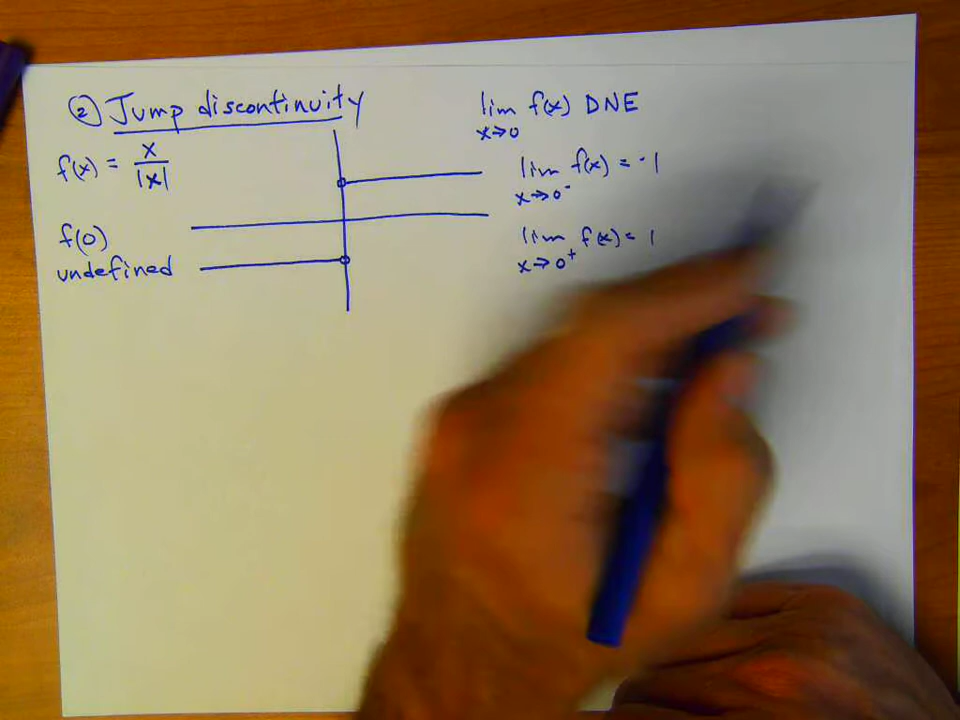 ② Jump discontinuity
f(x) = x/|x|
f(0)
undefined
lim f(x) DNE
x→0
lim f(x) = -1
x→0⁻
lim f(x) = 1
x→0⁺